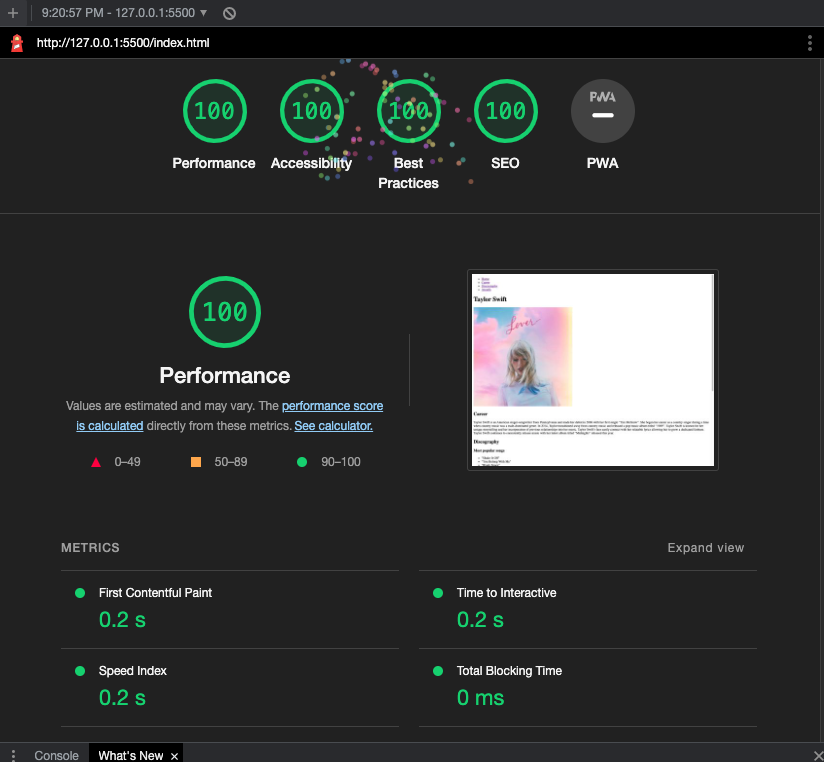 9:20:57 PM - 127.0.0.1:5500
http://127.0.0.1:5500/index.html
100 100 100 100 PWA
Performance Accessibility Best Practices SEO PWA
100
Performance
Values are estimated and may vary. The performance score
is calculated directly from these metrics. See calculator.
0–49 50–89 90–100
Taylor Swift
Lover
Career
Discography
Most popular songs
METRICS Expand view
First Contentful Paint
0.2 s
Time to Interactive
0.2 s
Speed Index
0.2 s
Total Blocking Time
0 ms
Console What's New